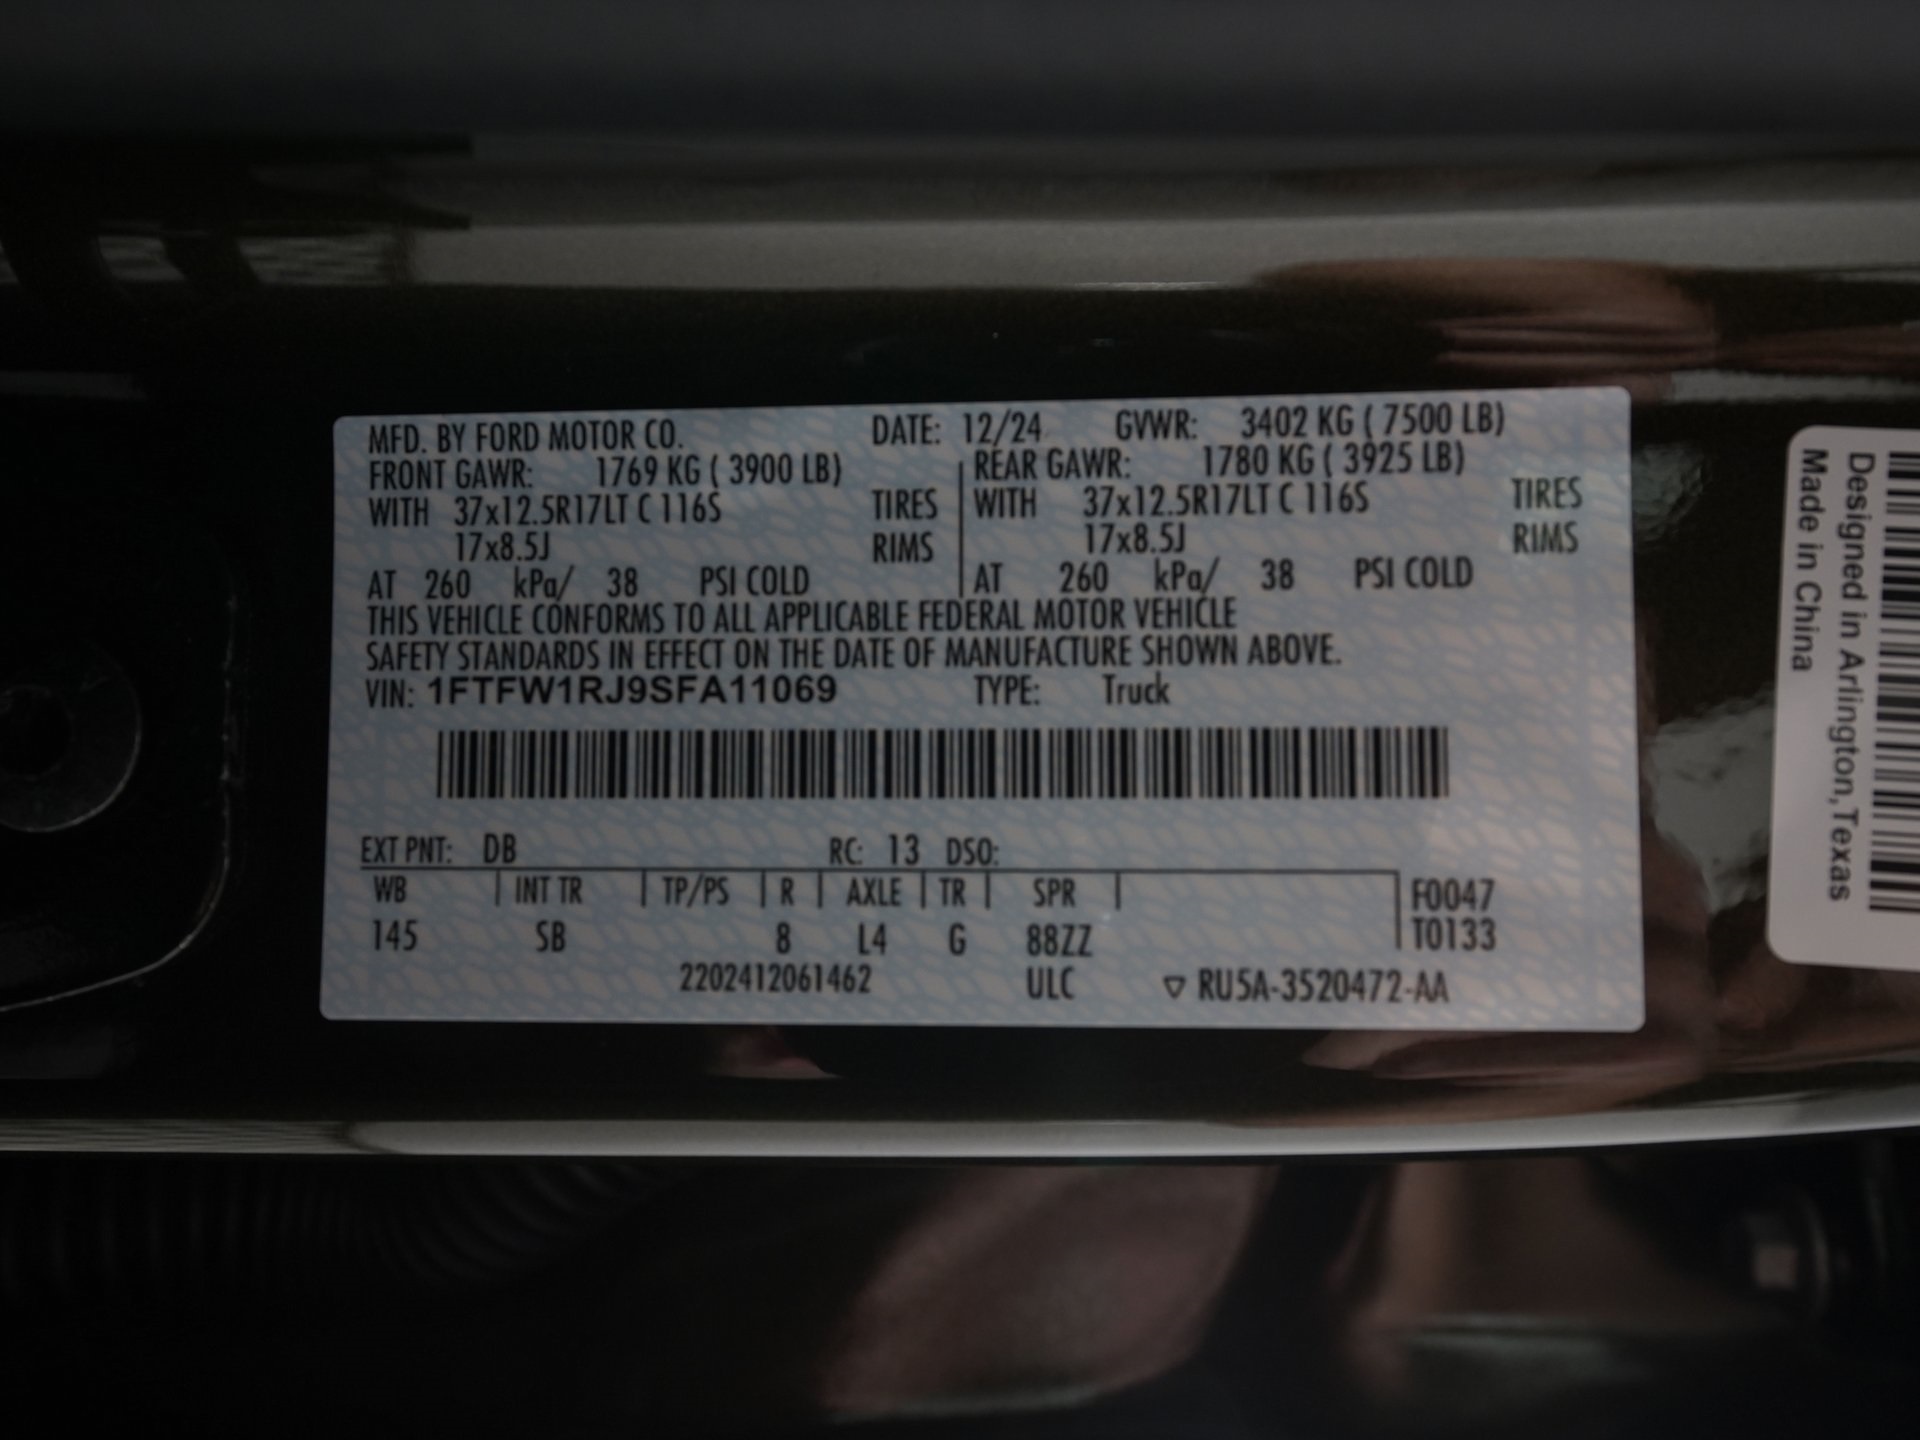 MFD. BY FORD MOTOR CO. DATE: 12/24 GVWR: 3402 KG ( 7500 LB)
FRONT GAWR: 1769 KG ( 3900 LB) REAR GAWR: 1780 KG ( 3925 LB)
WITH 37x12.5R17LT C 116S TIRES WITH 37x12.5R17LT C 116S TIRES
17x8.5J RIMS 17x8.5J RIMS
AT 260 kPa/ 38 PSI COLD AT 260 kPa/ 38 PSI COLD
THIS VEHICLE CONFORMS TO ALL APPLICABLE FEDERAL MOTOR VEHICLE
SAFETY STANDARDS IN EFFECT ON THE DATE OF MANUFACTURE SHOWN ABOVE.
VIN: 1FTFW1RJ9SFA11069 TYPE: Truck
EXT PNT: DB RC: 13 DSO:
WB INT TR TP/PS R AXLE TR SPR F0047
145 SB 8 L4 G 88ZZ T0133
2202412061462 ULC ▽ RU5A-3520472-AA
Designed in Arlington,Texas
Made in China